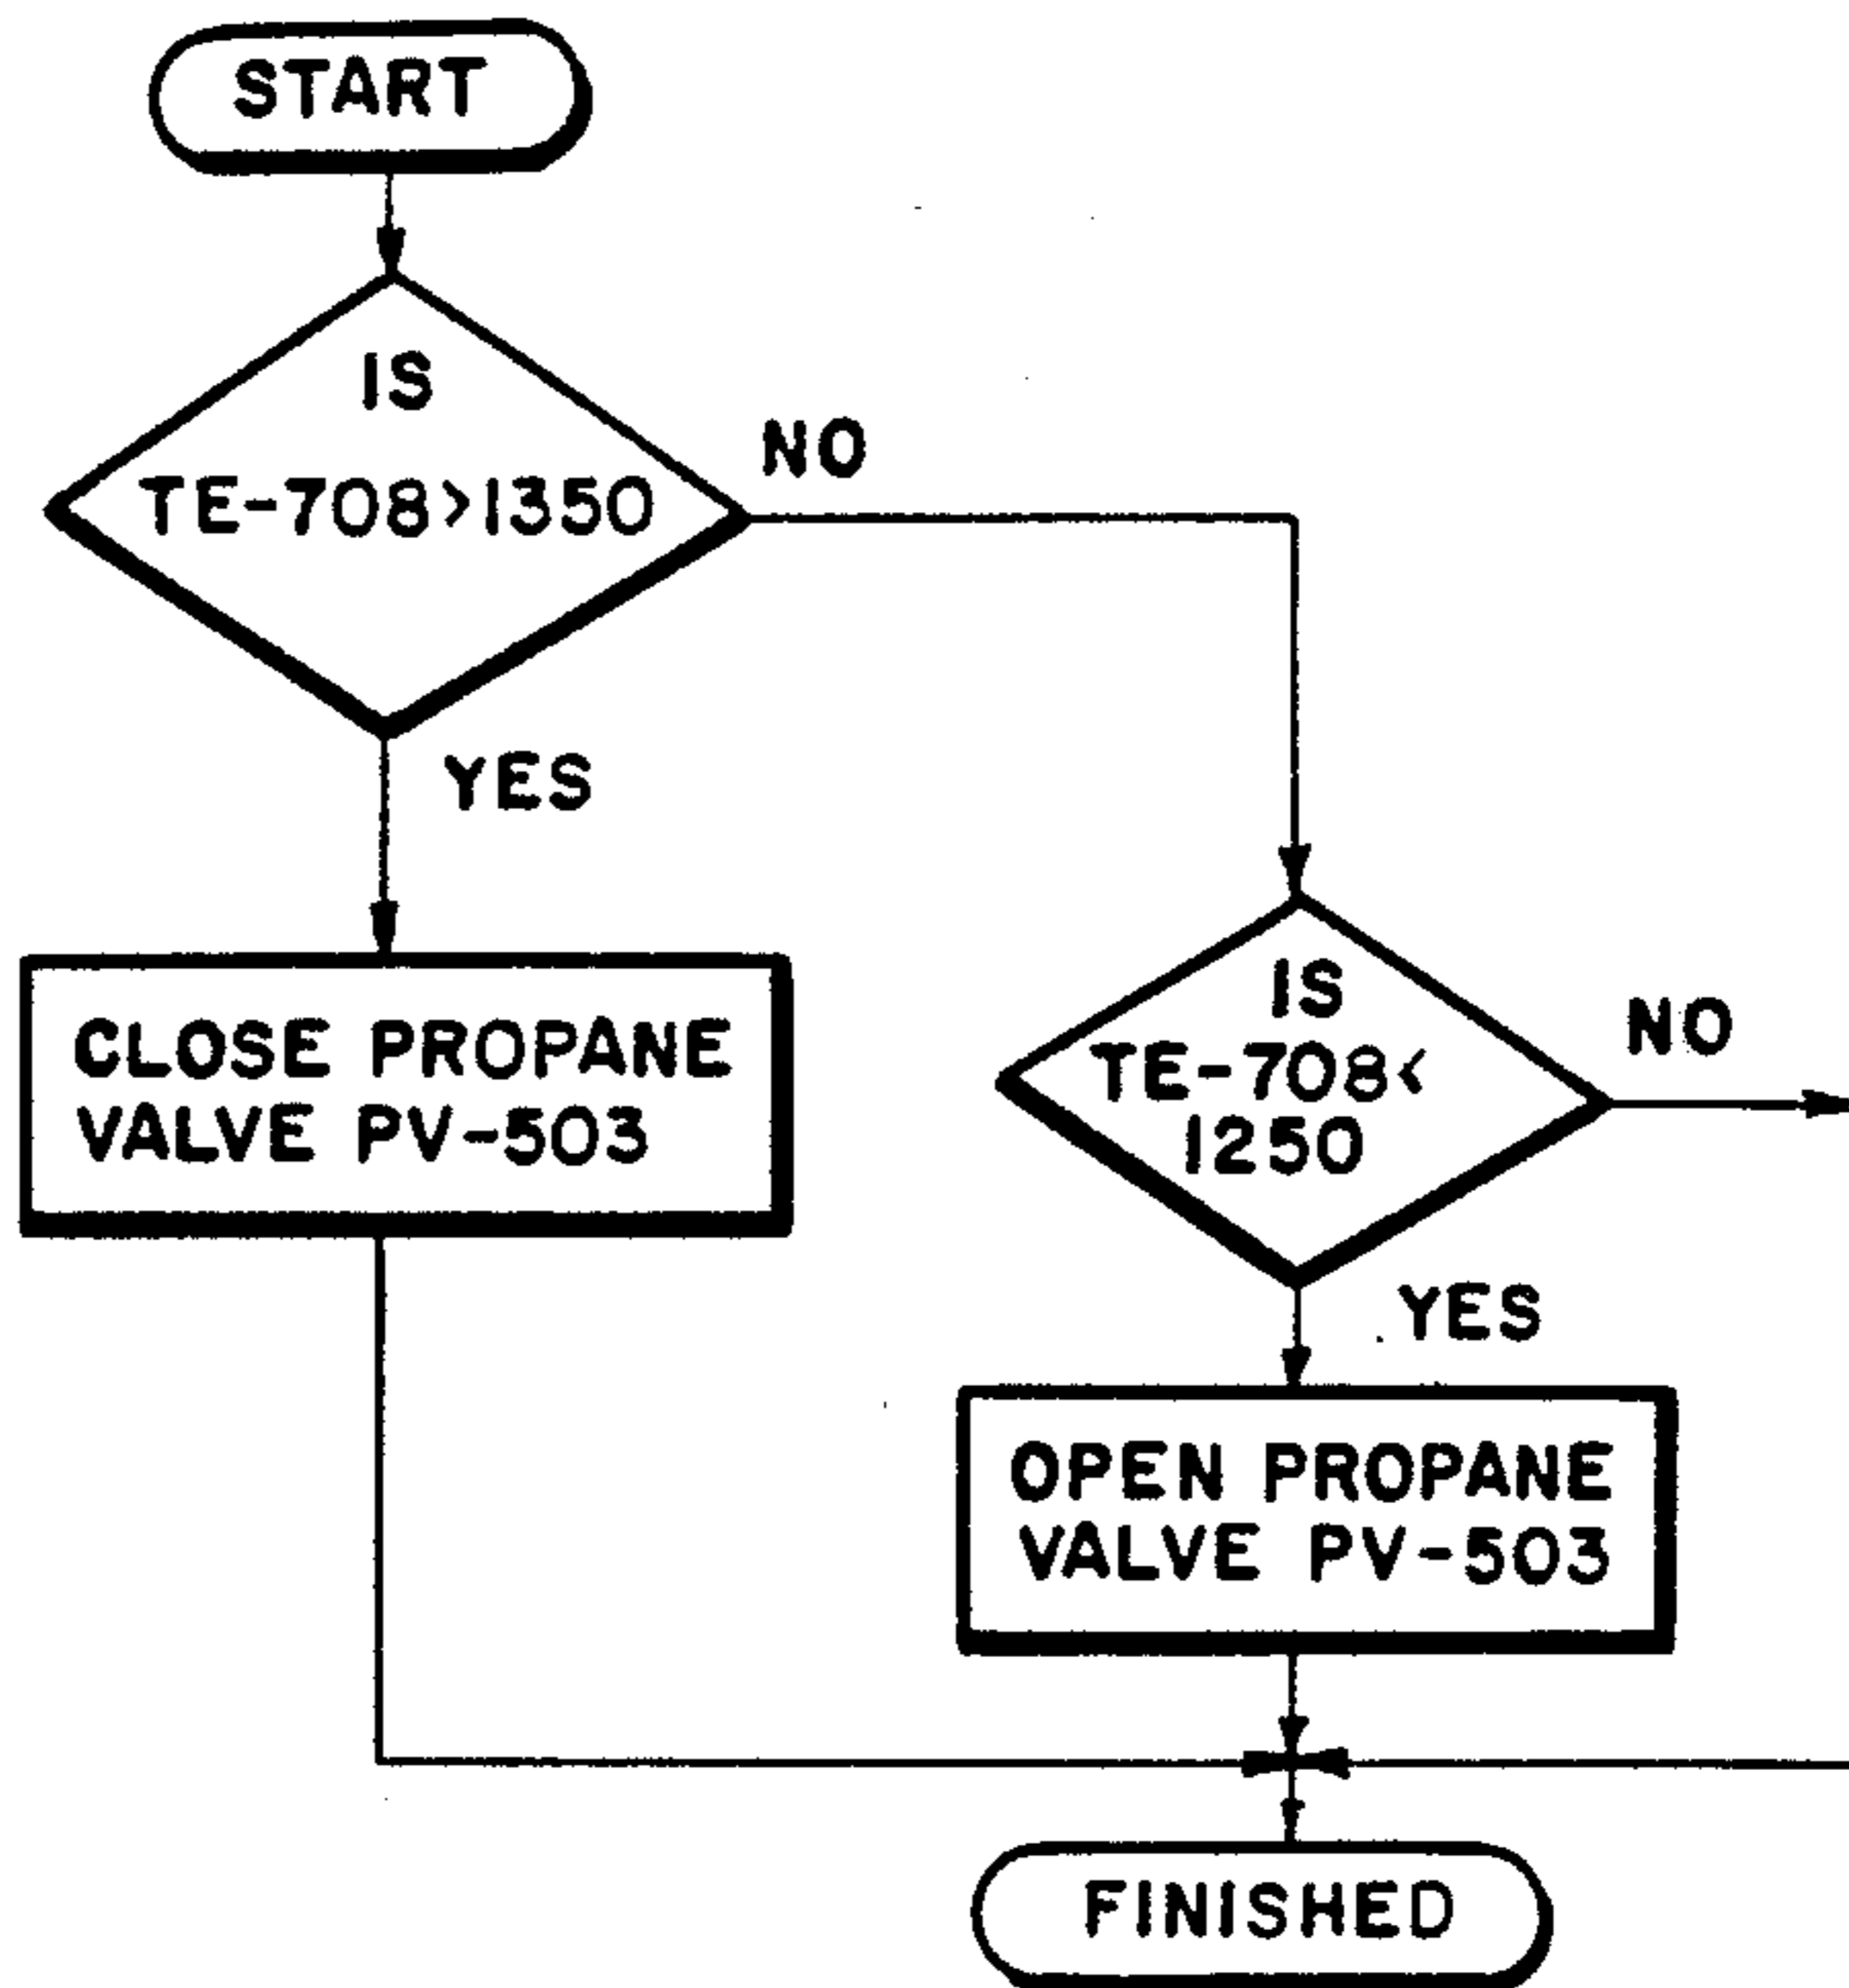 START
IS
TE-708>1350
NO
YES
CLOSE PROPANE
VALVE PV-503
IS
TE-708<
1250
NO
YES
OPEN PROPANE
VALVE PV-503
FINISHED